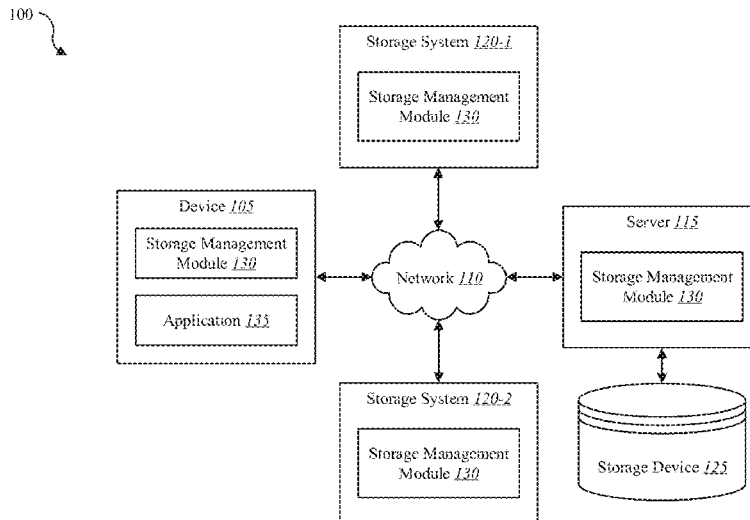 100
Storage System 120-1
Storage Management
Module 130
Device 105
Storage Management
Module 130
Application 135
Network 110
Server 115
Storage Management
Module 130
Storage System 120-2
Storage Management
Module 130
Storage Device 125